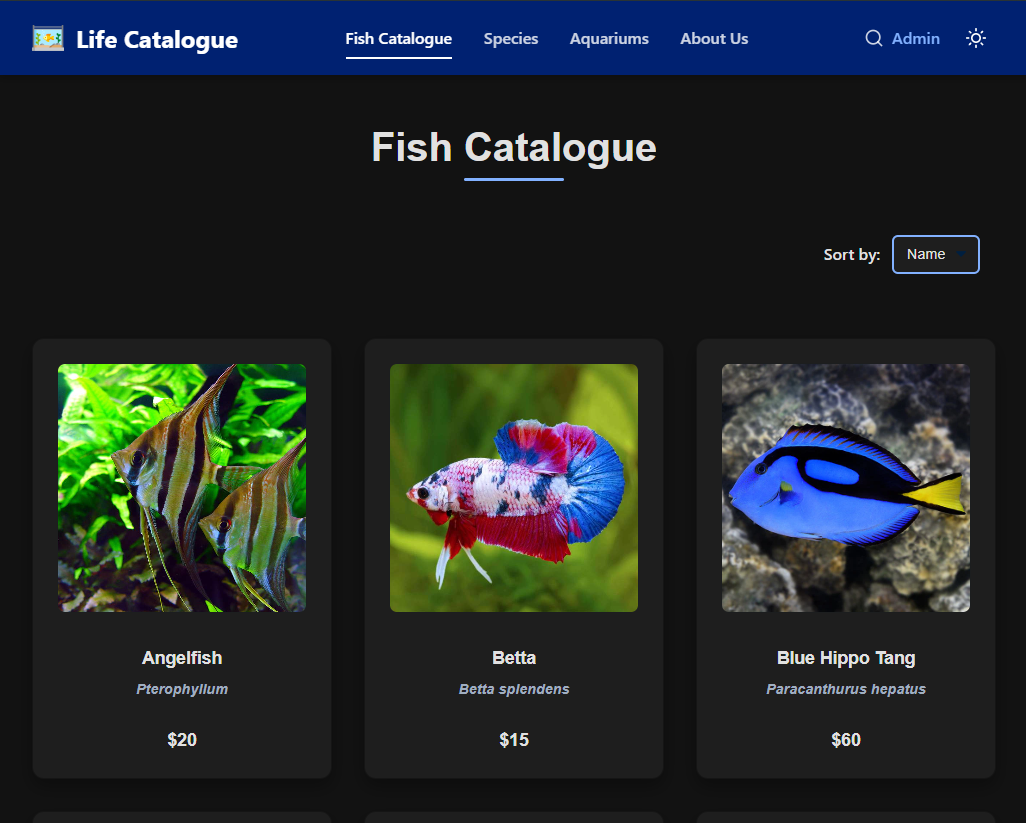 Life Catalogue
Fish Catalogue Species Aquariums About Us
Admin
Fish Catalogue
Sort by: Name
Angelfish
Pterophyllum
$20
Betta
Betta splendens
$15
Blue Hippo Tang
Paracanthurus hepatus
$60